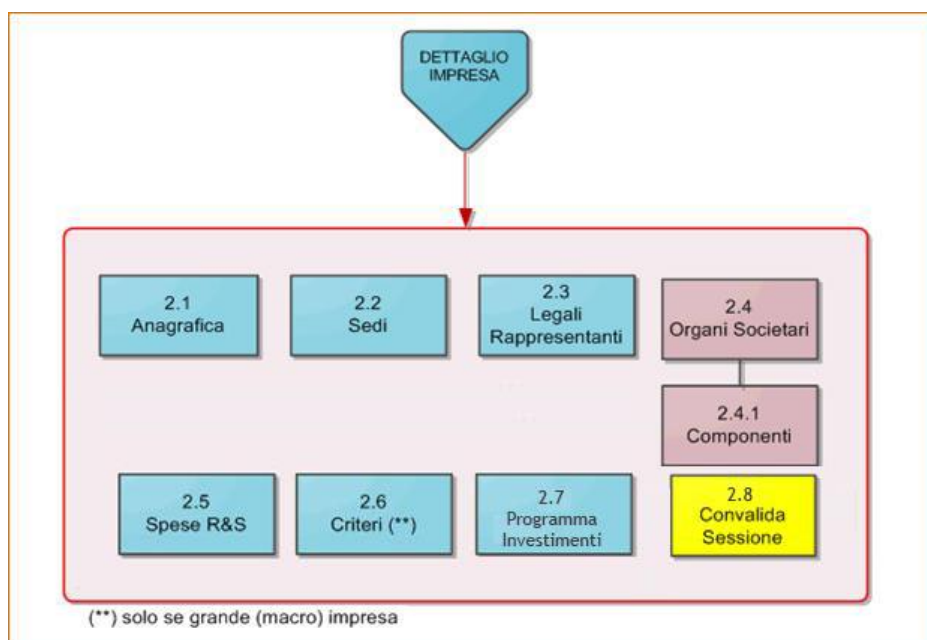 DETTAGLIO
IMPRESA
2.1
Anagrafica
2.2
Sedi
2.3
Legali
Rappresentanti
2.4
Organi Societari
2.4.1
Componenti
2.5
Spese R&S
2.6
Criteri (**)
2.7
Programma
Investimenti
2.8
Convalida
Sessione
(**) solo se grande (macro) impresa